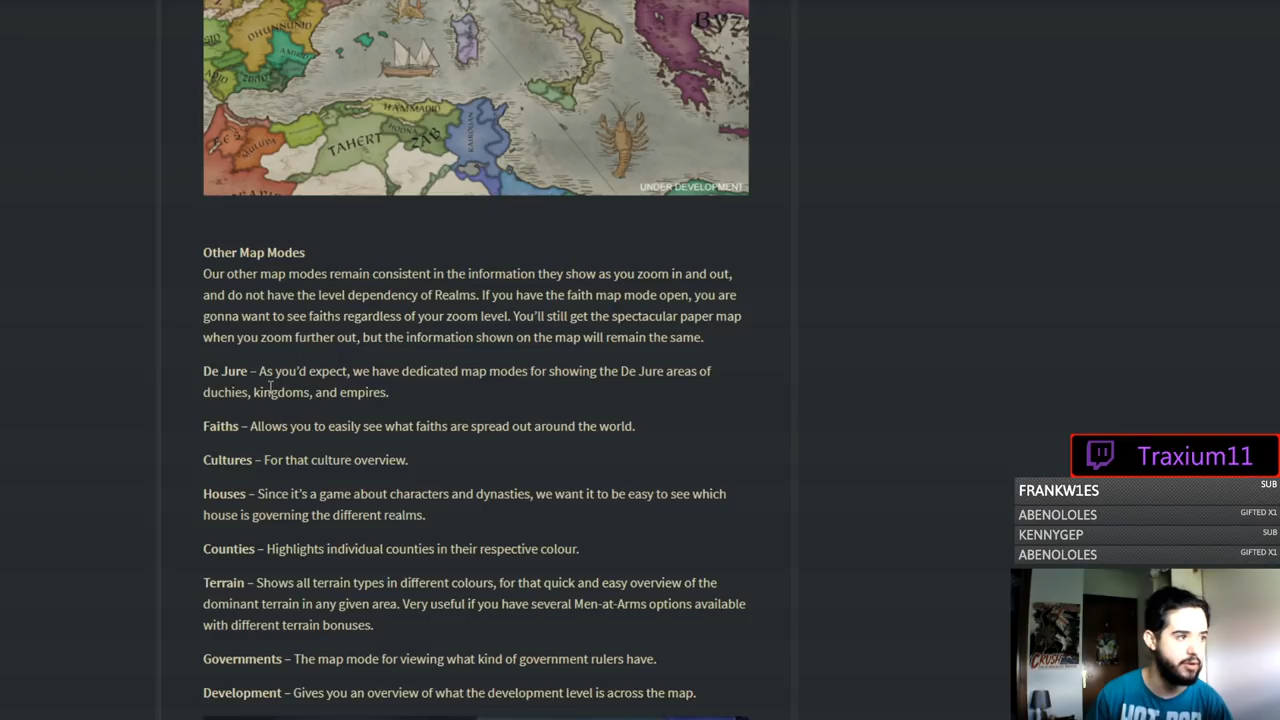 DHUNNUNID
BYZ
HAMMADID
TAHERT
HODNA
ZAB
KAIROUAN
UNDER DEVELOPMENT
Other Map Modes
Our other map modes remain consistent in the information they show as you zoom in and out,
and do not have the level dependency of Realms. If you have the faith map mode open, you are
gonna want to see faiths regardless of your zoom level. You’ll still get the spectacular paper map
when you zoom further out, but the information shown on the map will remain the same.
De Jure – As you’d expect, we have dedicated map modes for showing the De Jure areas of
duchies, kingdoms, and empires.
Faiths – Allows you to easily see what faiths are spread out around the world.
Cultures – For that culture overview.
Houses – Since it’s a game about characters and dynasties, we want it to be easy to see which
house is governing the different realms.
Counties – Highlights individual counties in their respective colour.
Terrain – Shows all terrain types in different colours, for that quick and easy overview of the
dominant terrain in any given area. Very useful if you have several Men-at-Arms options available
with different terrain bonuses.
Governments – The map mode for viewing what kind of government rulers have.
Development – Gives you an overview of what the development level is across the map.
Traxium11
FRANKW1ES SUB
ABENOLOLES GIFTED X1
KENNYGEP SUB
ABENOLOLES GIFTED X1
CRUSH